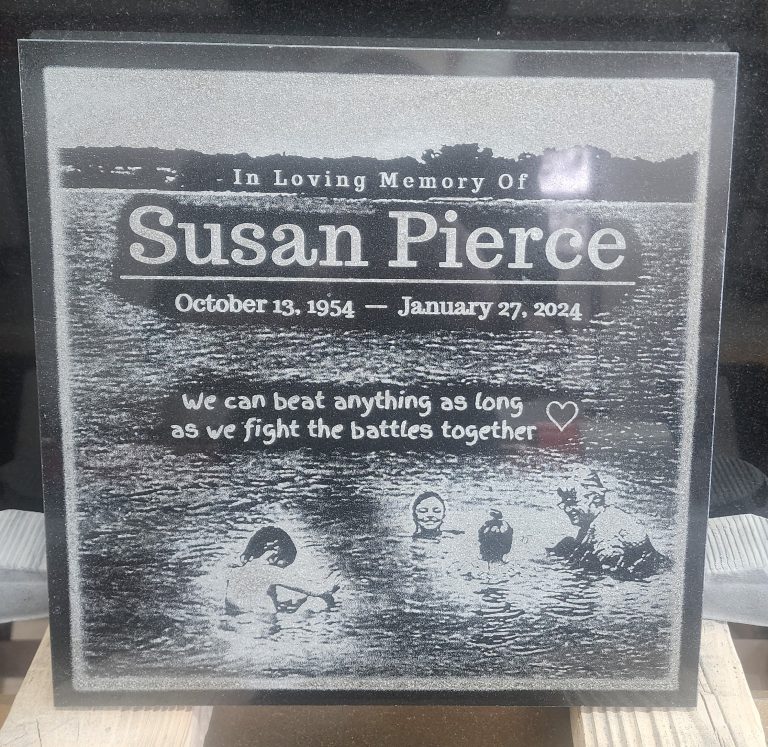 In Loving Memory Of
Susan Pierce
October 13, 1954 — January 27, 2024
We can beat anything as long
as we fight the battles together ♡